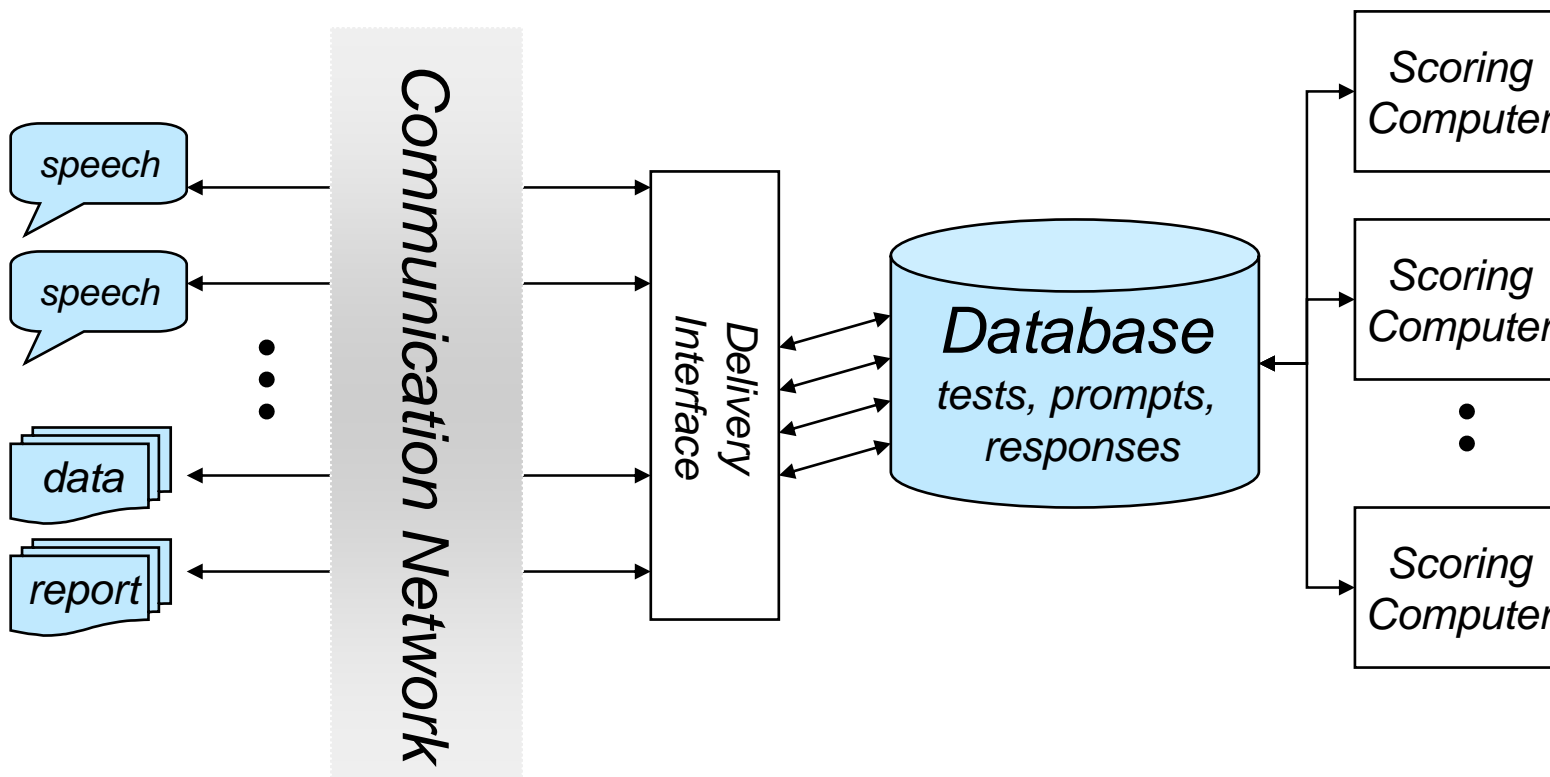 speech
speech
data
report
Communication Network
Delivery
Interface
Database
tests, prompts,
responses
Scoring
Computer
Scoring
Computer
Scoring
Computer